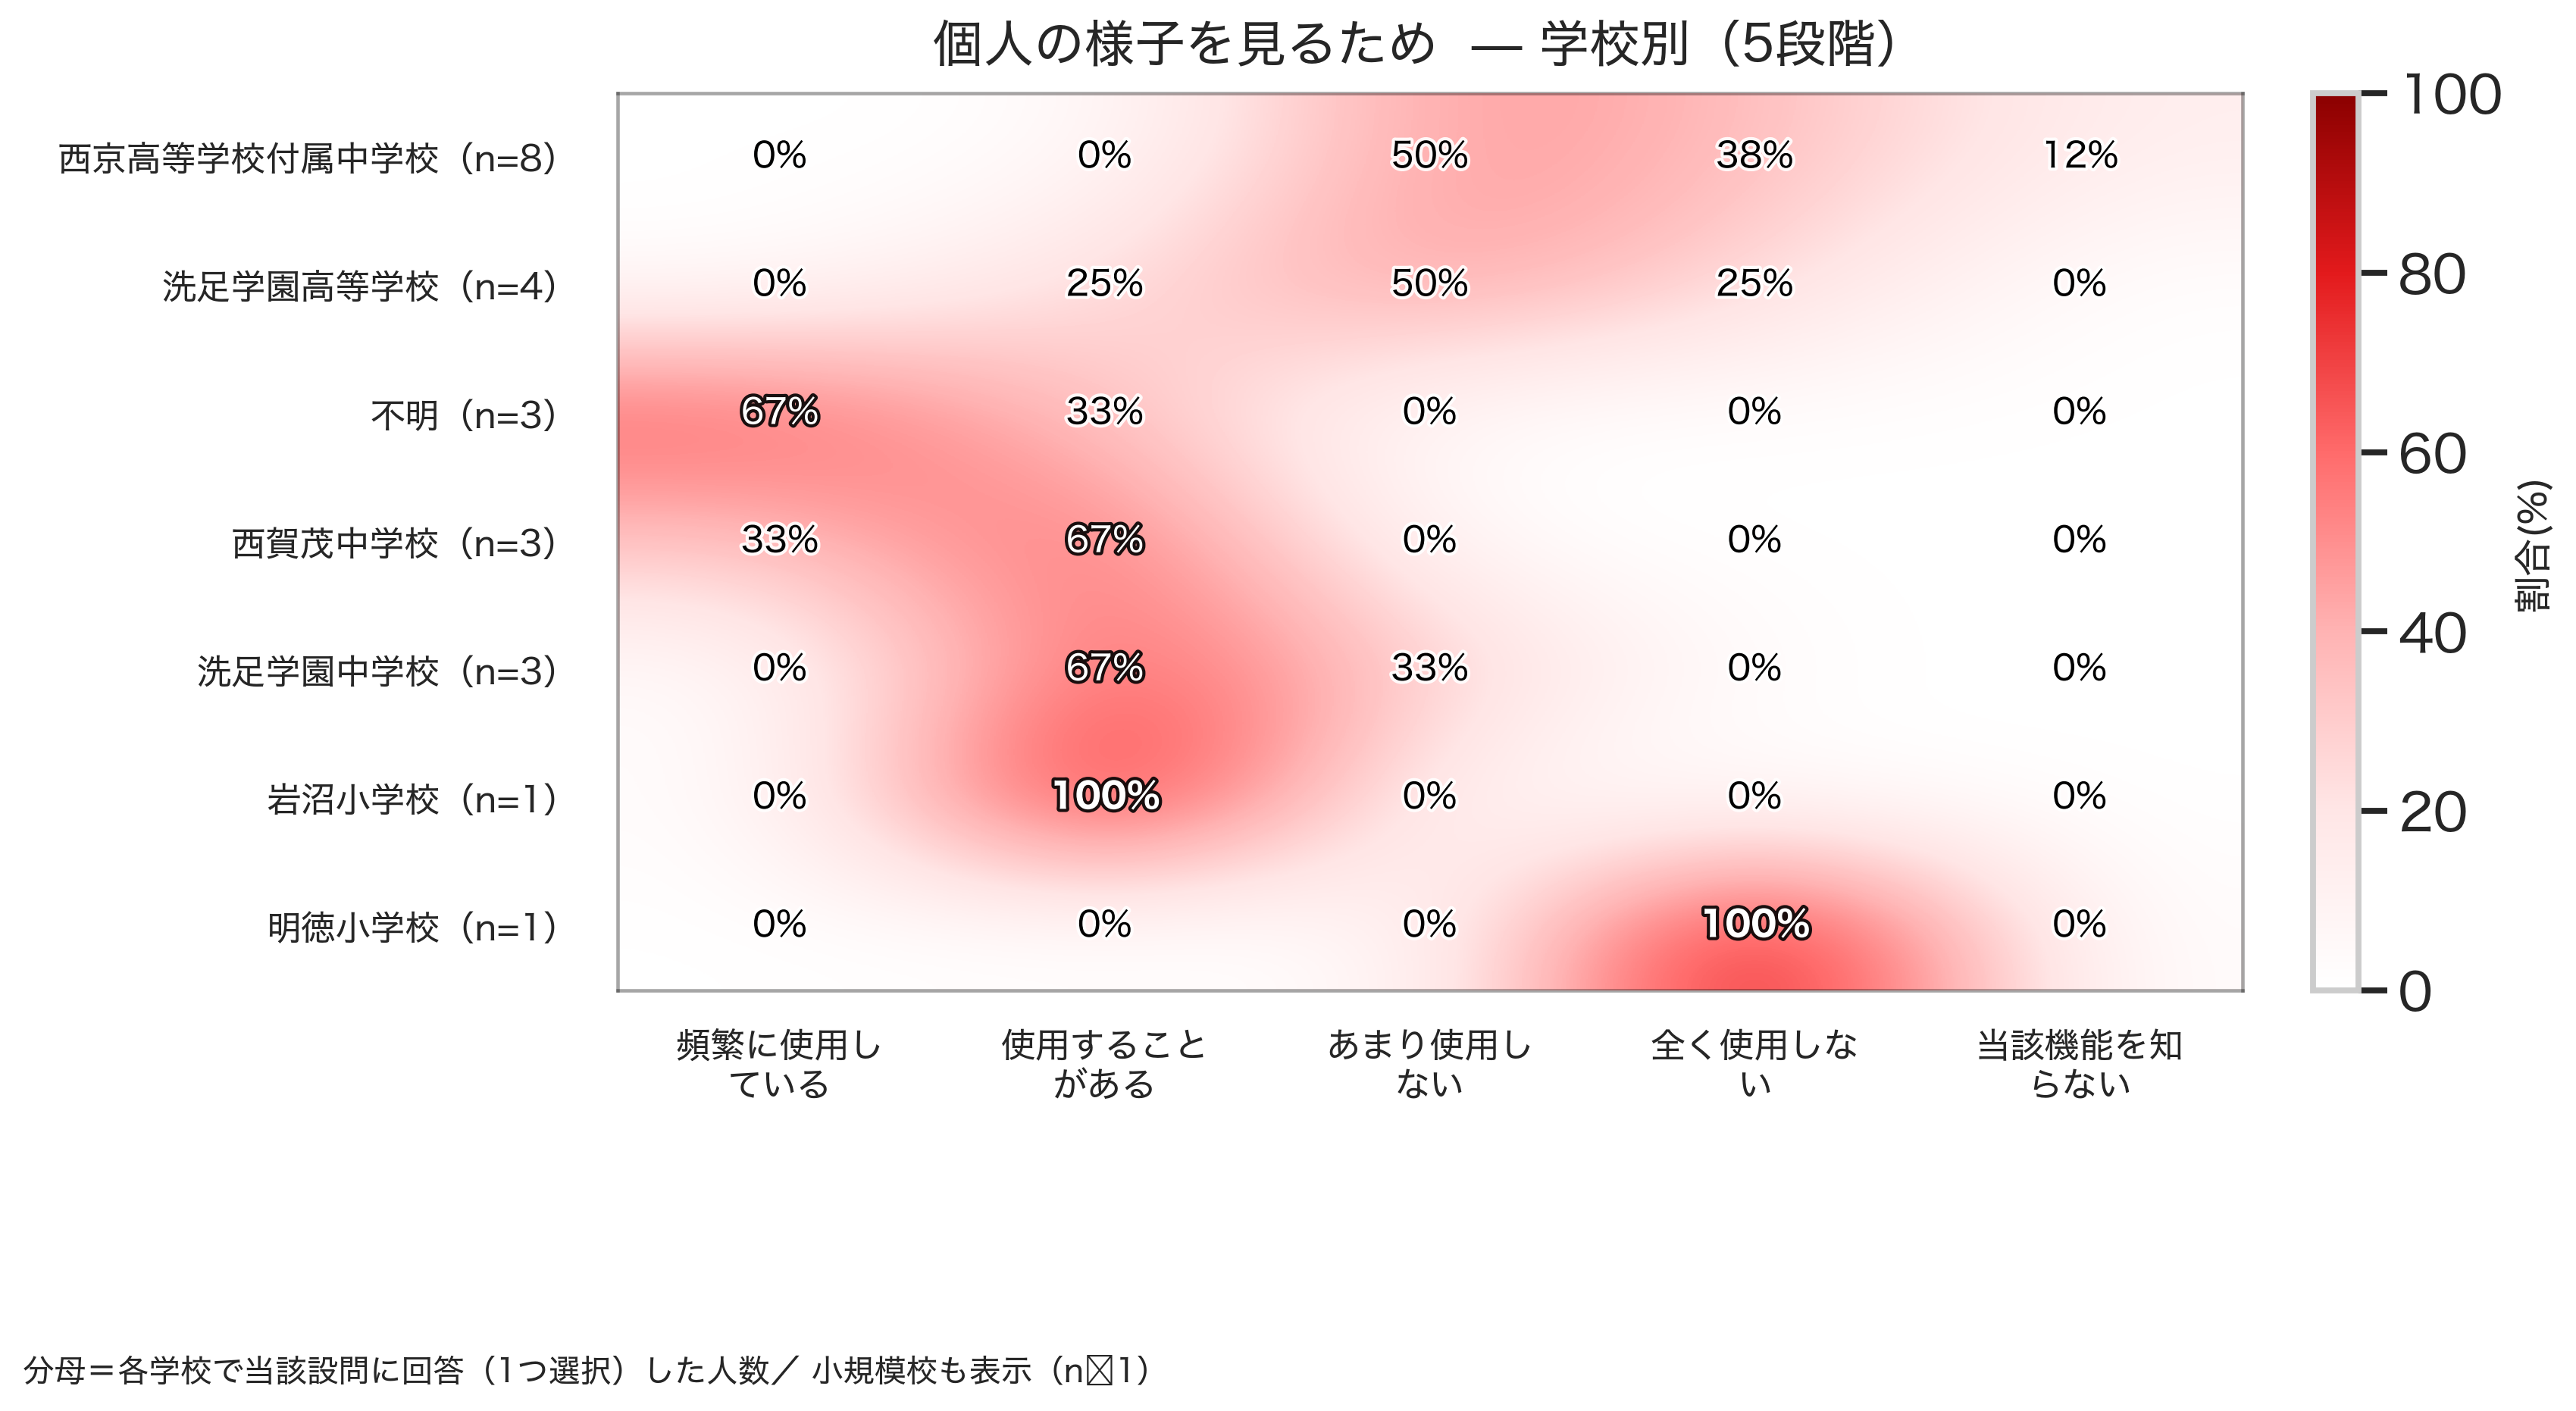 個人の様子を見るため — 学校別（5段階）
西京高等学校付属中学校（n=8） 0% 0% 50% 38% 12%
洗足学園高等学校（n=4） 0% 25% 50% 25% 0%
不明（n=3） 67% 33% 0% 0% 0%
西賀茂中学校（n=3） 33% 67% 0% 0% 0%
洗足学園中学校（n=3） 0% 67% 33% 0% 0%
岩沼小学校（n=1） 0% 100% 0% 0% 0%
明徳小学校（n=1） 0% 0% 0% 100% 0%
頻繁に使用し
ている
使用すること
がある
あまり使用し
ない
全く使用しな
い
当該機能を知
らない
100
80
60
40
20
0
割合(%)
分母＝各学校で当該設問に回答（1つ選択）した人数／ 小規模校も表示（n□1）